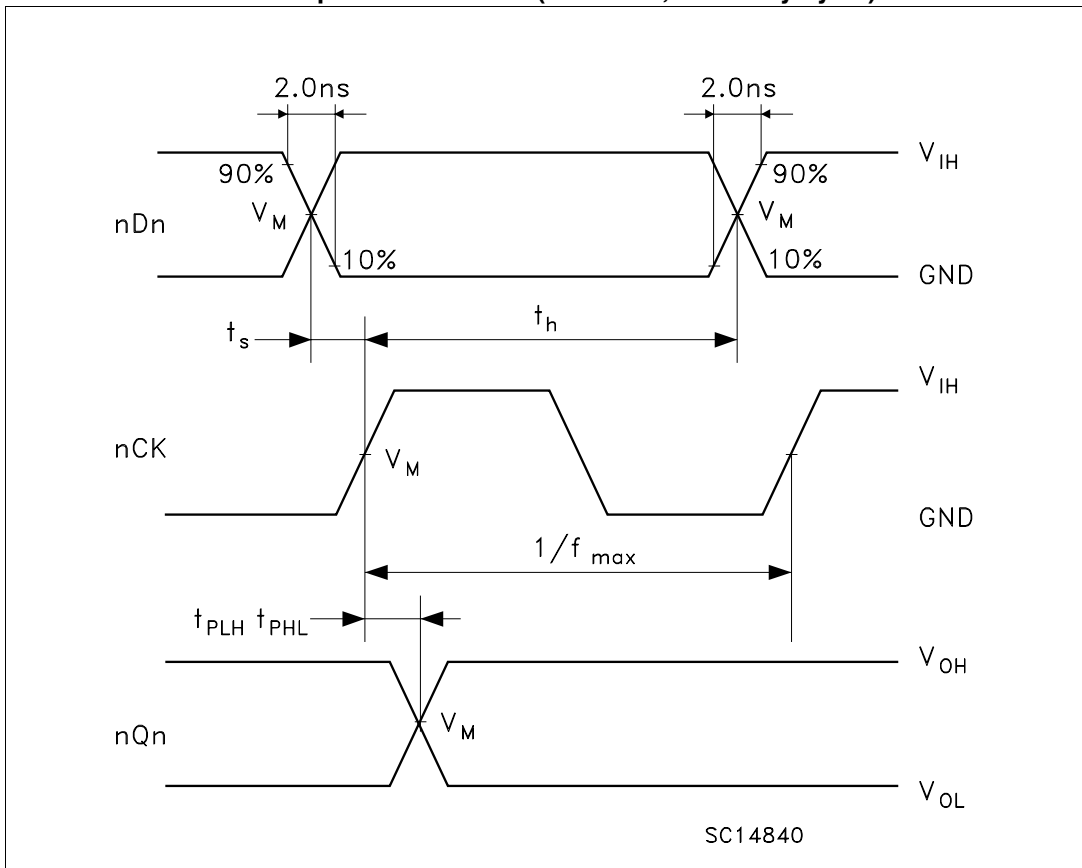 2.0ns 2.0ns
90% 90% V_IH
nDn V_M V_M
10% 10% GND
t_s t_h
V_IH
nCK V_M
GND
1/f max
t_PLH t_PHL
V_OH
nQn V_M
V_OL
SC14840